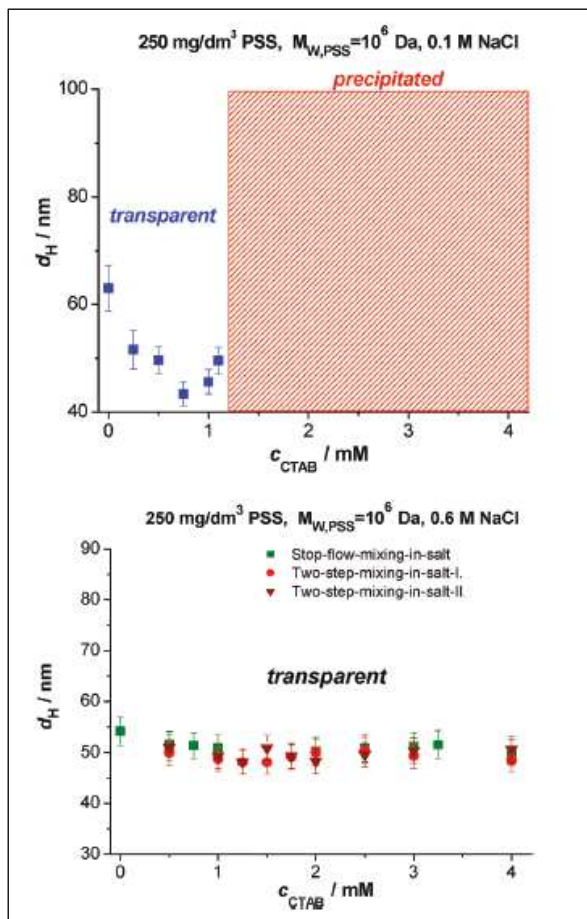 250 mg/dm³ PSS, M_W,PSS=10⁶ Da, 0.1 M NaCl
precipitated
100
80
60
40
transparent
d_H / nm
0 1 2 3 4
c_CTAB / mM
250 mg/dm³ PSS, M_W,PSS=10⁶ Da, 0.6 M NaCl
90
80
70
60
50
40
30
Stop-flow-mixing-in-salt
Two-step-mixing-in-salt-I.
Two-step-mixing-in-salt-II.
transparent
d_H / nm
0 1 2 3 4
c_CTAB / mM